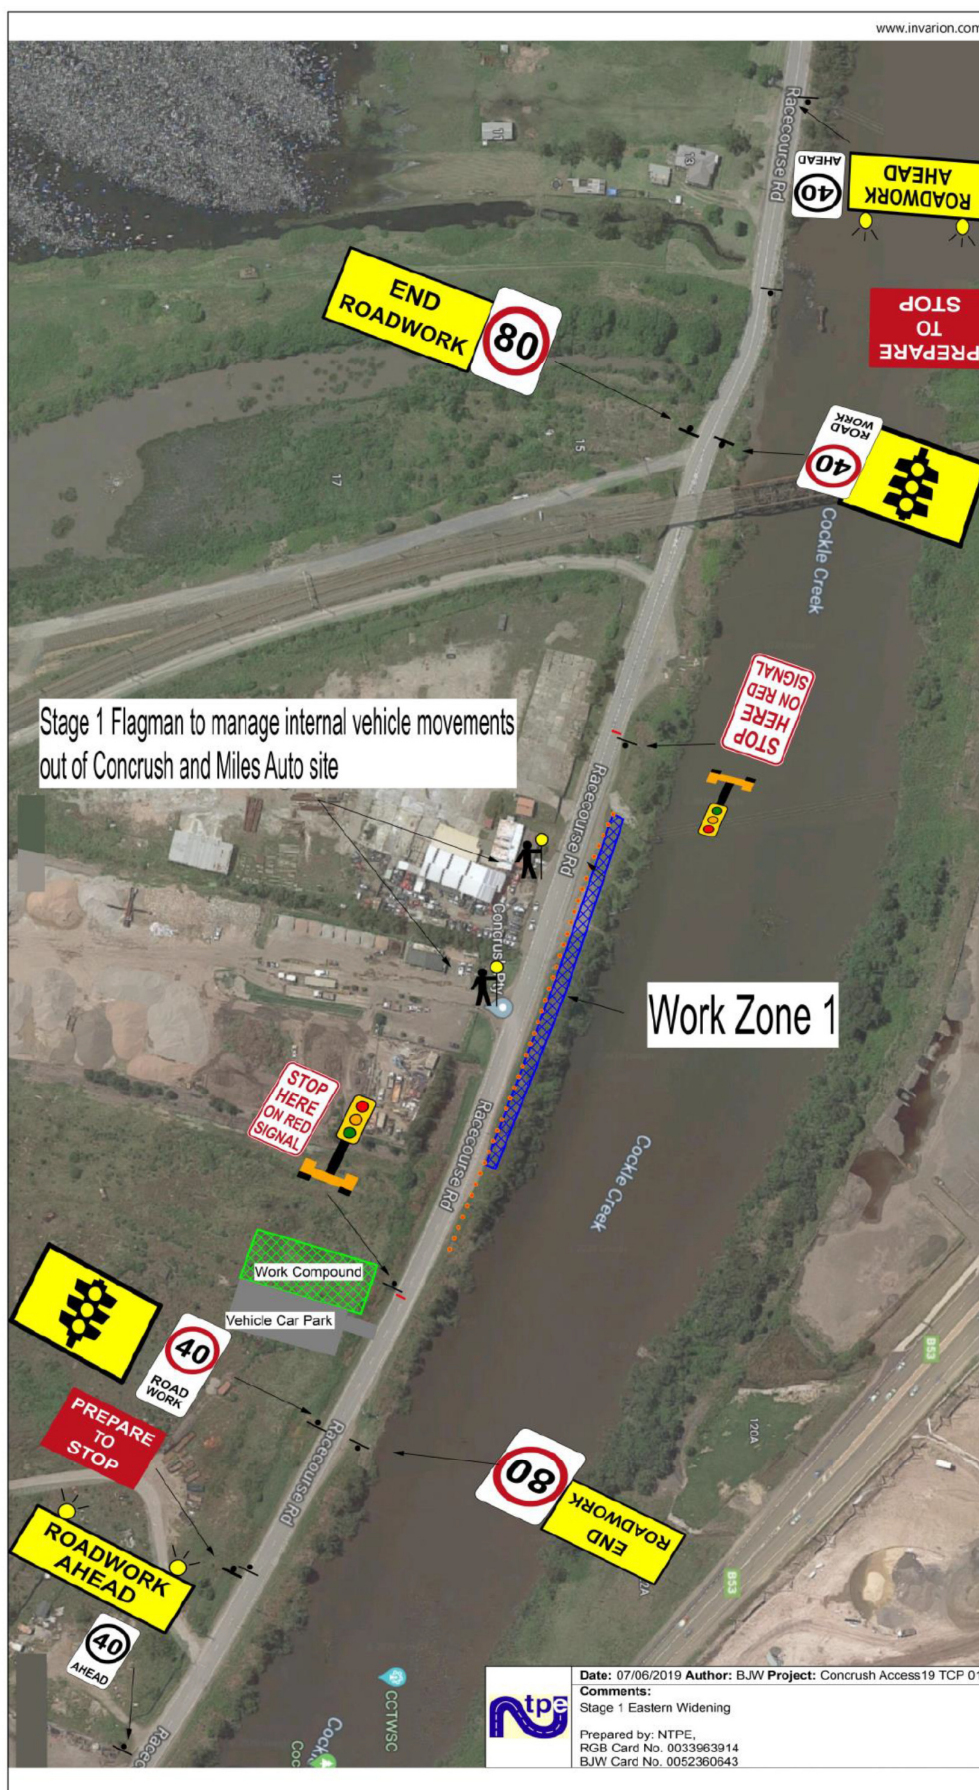 www.invarion.com
Racecourse Rd
40
AHEAD
ROADWORK
AHEAD
11
13
PREPARE
TO
STOP
END
ROADWORK
80
40
ROAD
WORK
15
17
Cockle Creek
STOP
HERE
ON RED
SIGNAL
Stage 1 Flagman to manage internal vehicle movements
out of Concrush and Miles Auto site
Racecourse Rd
Concrush Pty
Work Zone 1
STOP
HERE
ON RED
SIGNAL
Racecourse Rd
Cockle Creek
Work Compound
Vehicle Car Park
40
ROAD
WORK
B53
120A
PREPARE
TO
STOP
Racecourse Rd
80
END
ROADWORK
B53
ROADWORK
AHEAD
40
AHEAD
CCTWSC
Date: 07/06/2019 Author: BJW Project: Concrush Access19 TCP 01
Comments:
Stage 1 Eastern Widening
Prepared by: NTPE,
RGB Card No. 0033963914
BJW Card No. 0052360643
ntpe